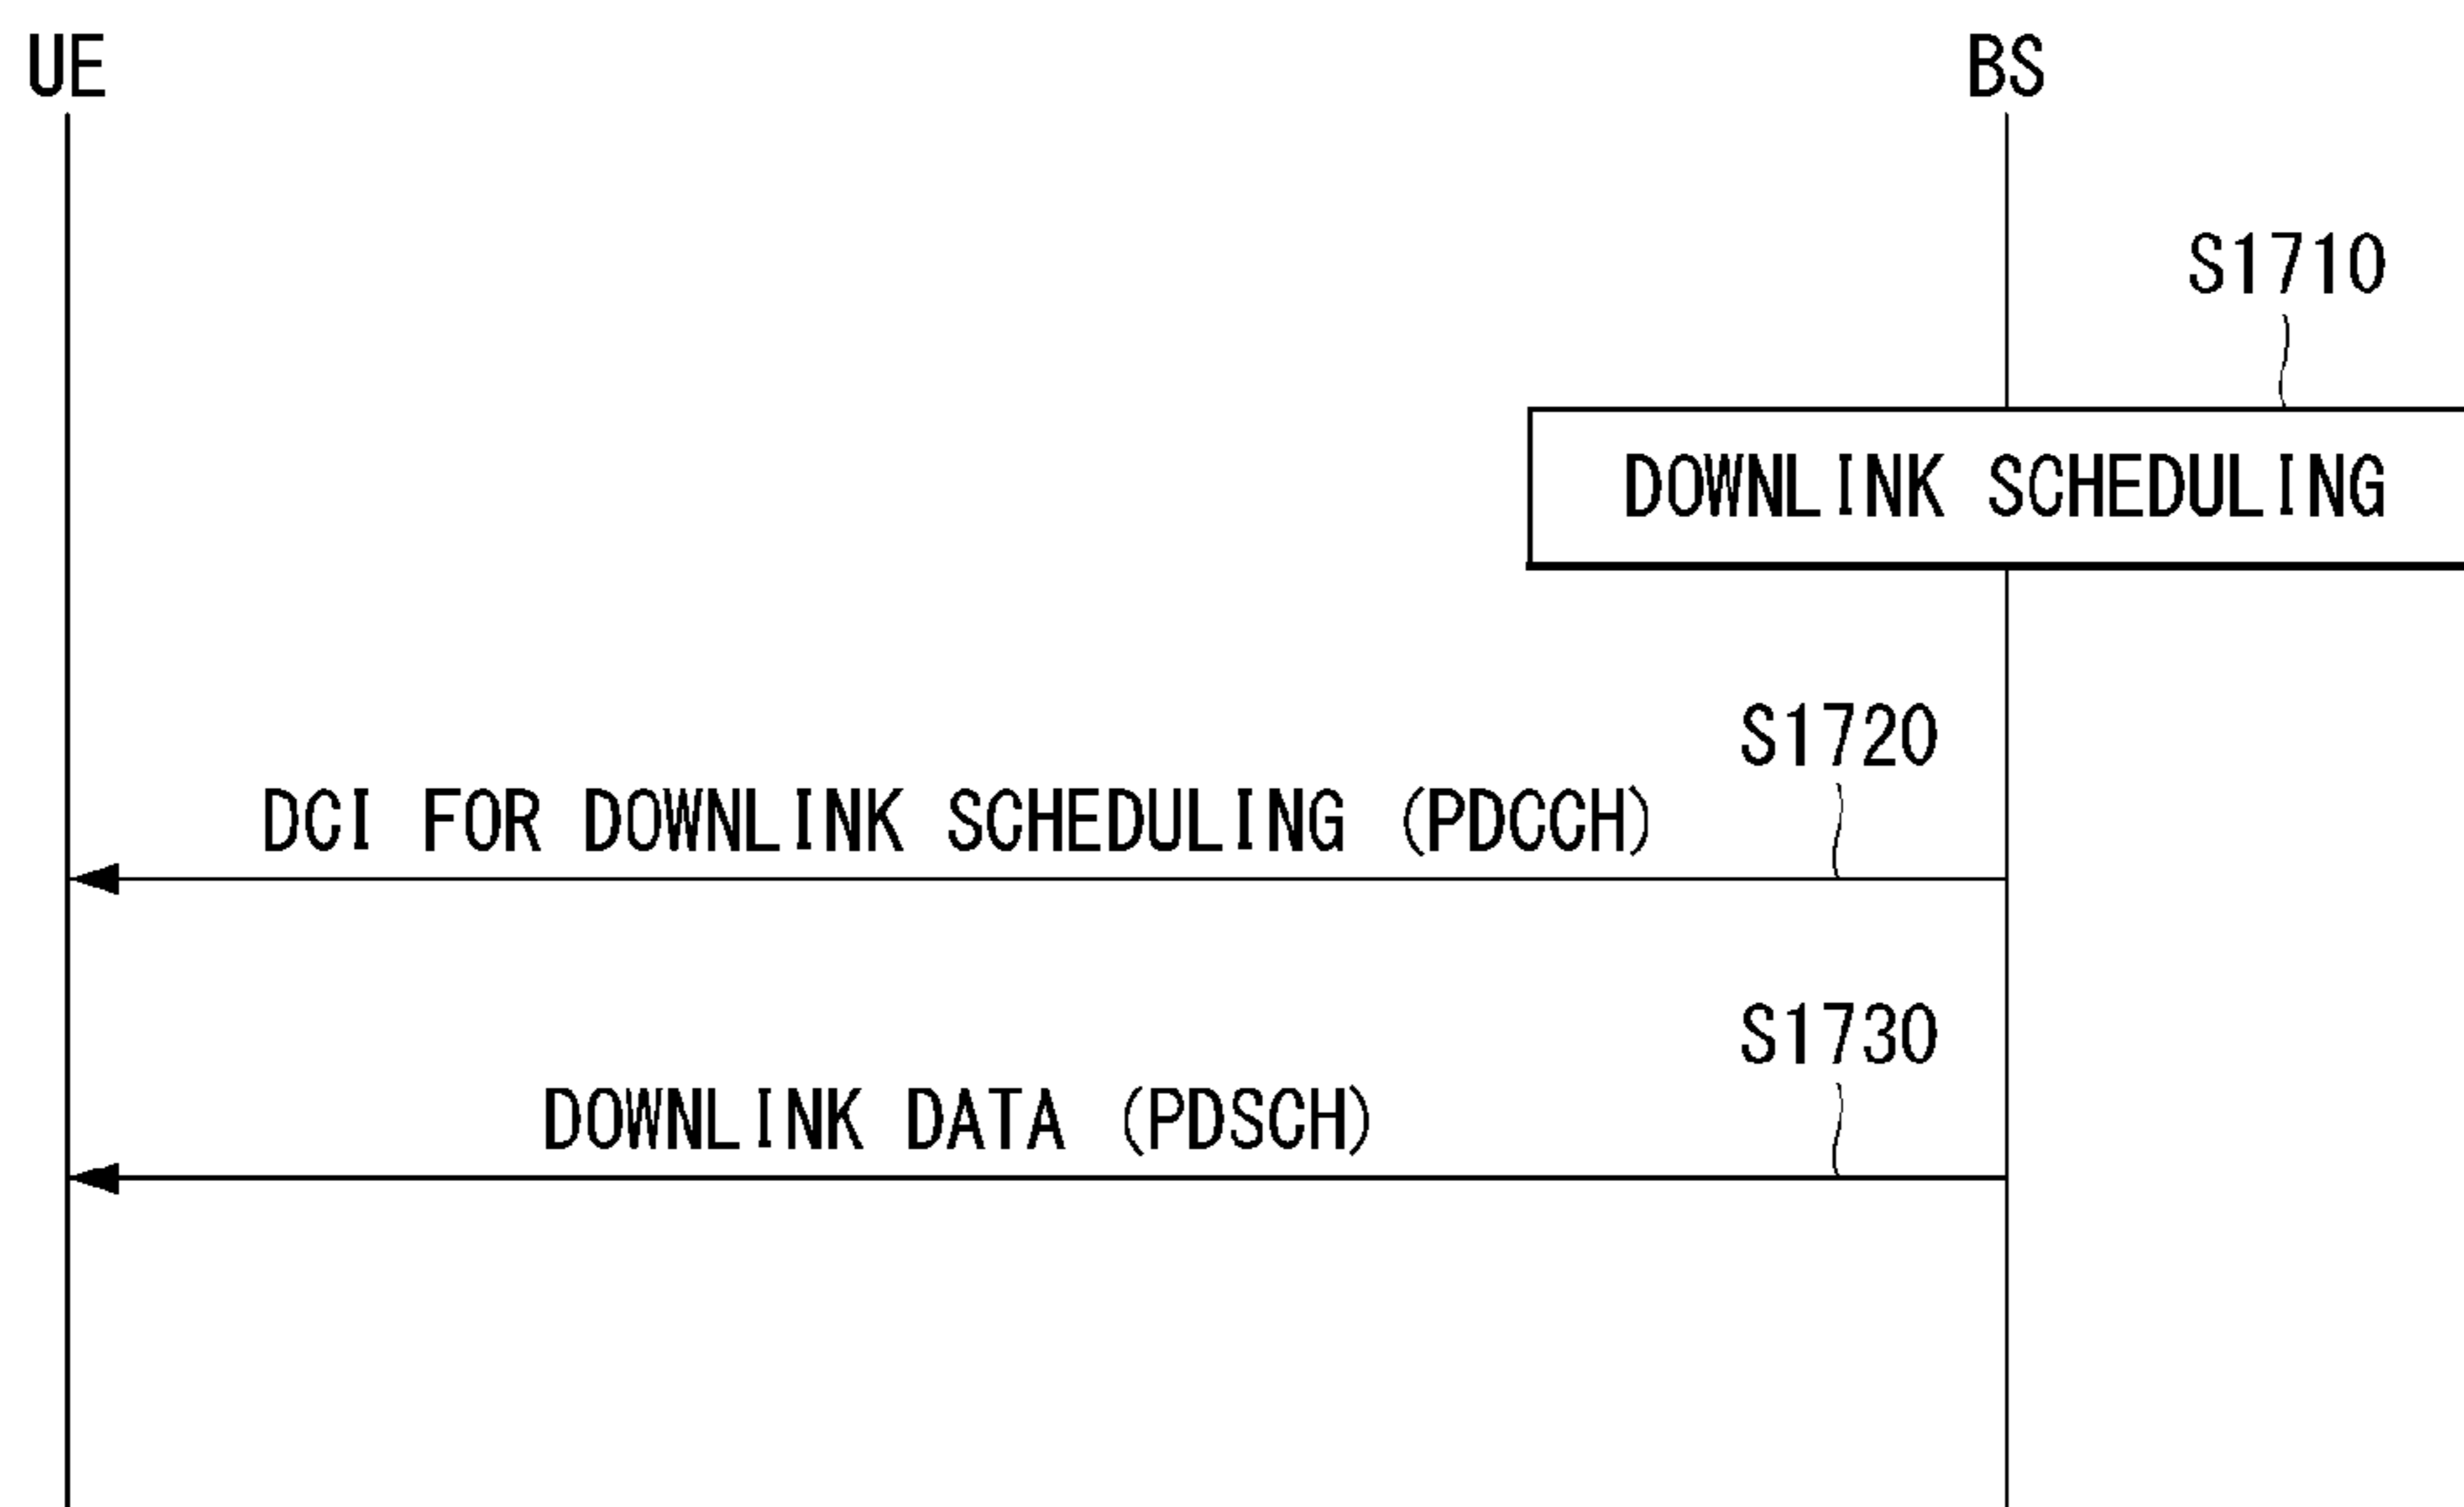 UE
BS
S1710
DOWNLINK SCHEDULING
S1720
DCI FOR DOWNLINK SCHEDULING (PDCCH)
S1730
DOWNLINK DATA (PDSCH)